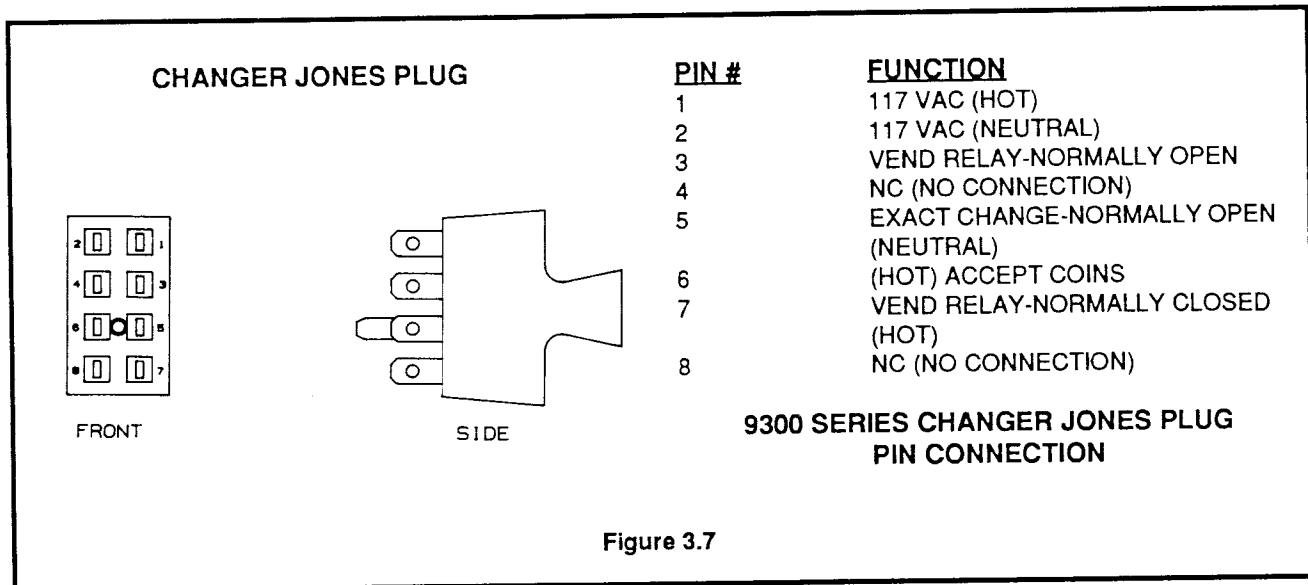 CHANGER JONES PLUG
PIN # FUNCTION
1 117 VAC (HOT)
2 117 VAC (NEUTRAL)
3 VEND RELAY-NORMALLY OPEN
4 NC (NO CONNECTION)
5 EXACT CHANGE-NORMALLY OPEN
(NEUTRAL)
6 (HOT) ACCEPT COINS
7 VEND RELAY-NORMALLY CLOSED
(HOT)
8 NC (NO CONNECTION)
2 1
4 3
6 5
8 7
FRONT
SIDE
9300 SERIES CHANGER JONES PLUG
PIN CONNECTION
Figure 3.7